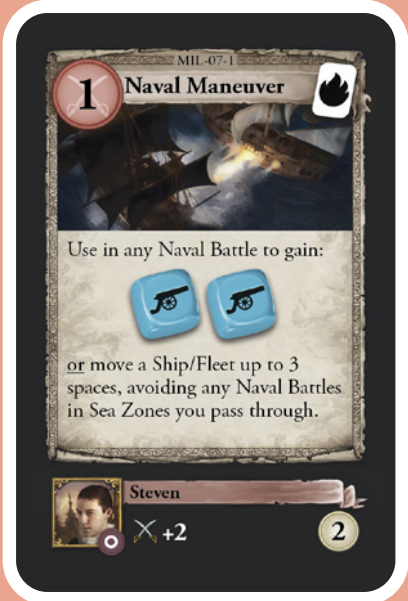 MIL-07-1
1
Naval Maneuver
Use in any Naval Battle to gain:
or move a Ship/Fleet up to 3
spaces, avoiding any Naval Battles
in Sea Zones you pass through.
Steven
+2
2